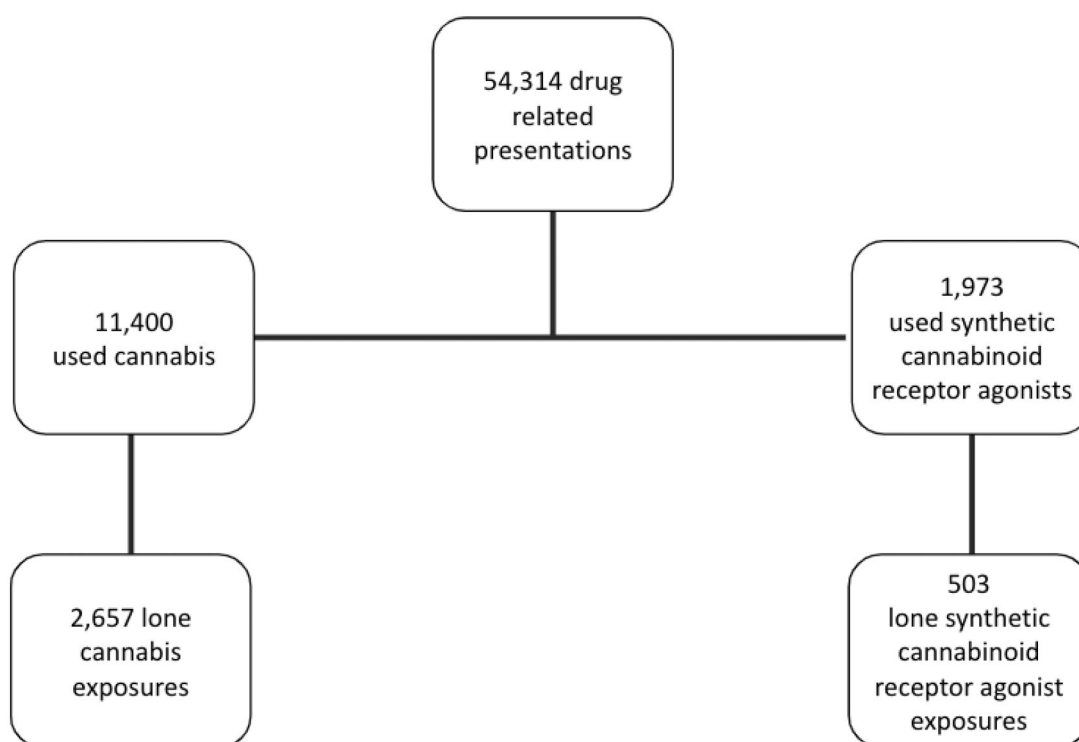 54,314 drug
related
presentations
11,400
used cannabis
1,973
used synthetic
cannabinoid
receptor agonists
2,657 lone
cannabis
exposures
503
lone synthetic
cannabinoid
receptor agonist
exposures